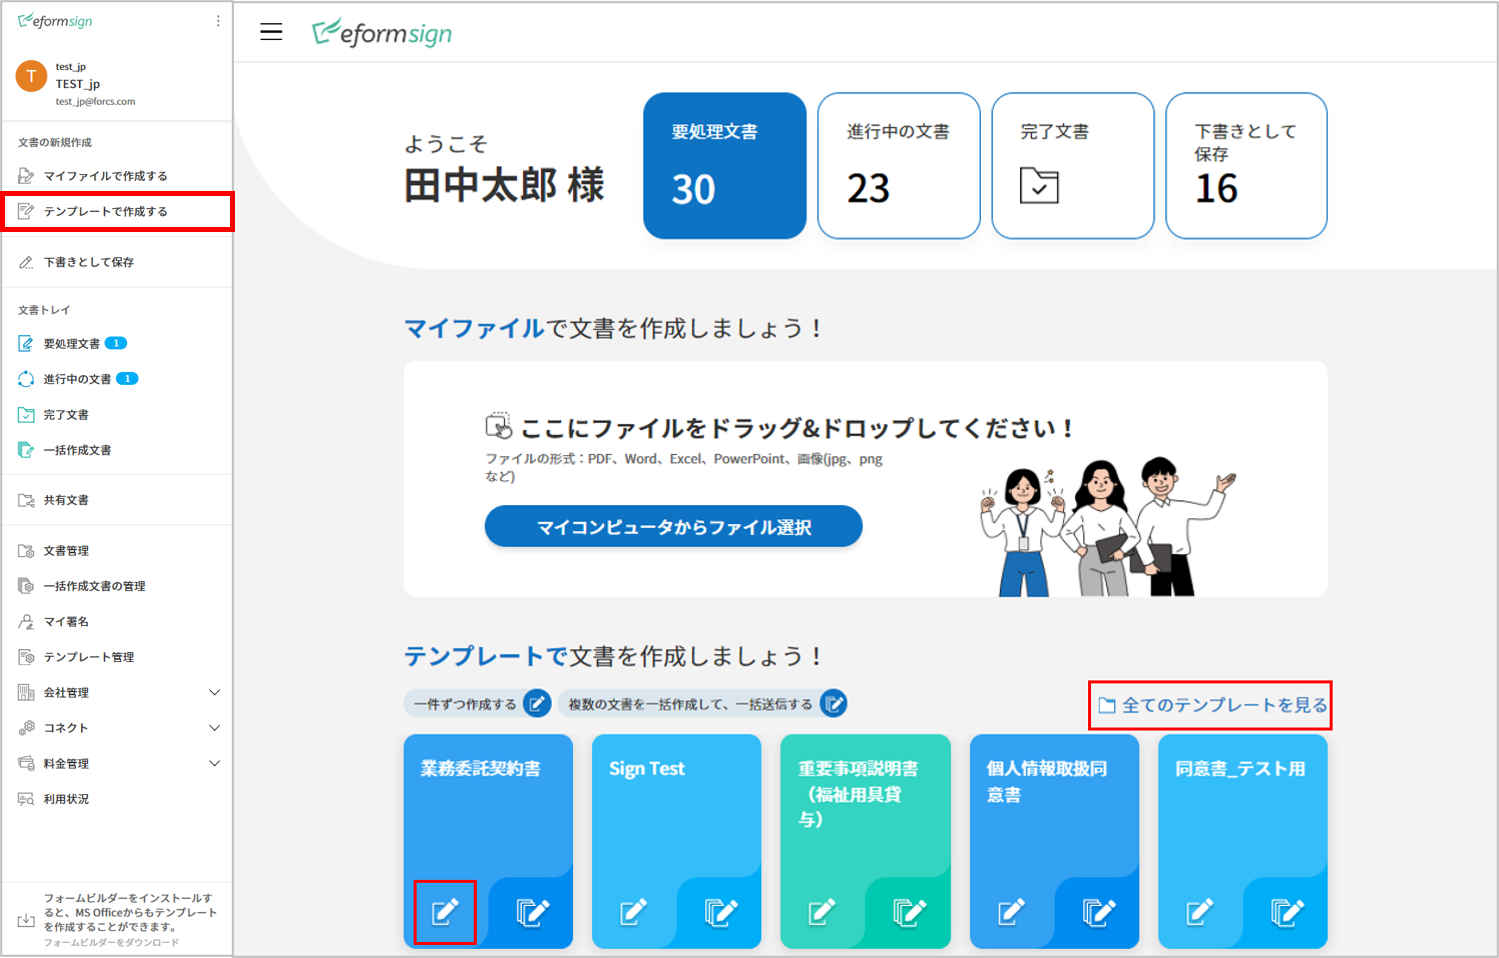 eformsign
T
test_jp
TEST_jp
test_jp@forcs.com
文書の新規作成
マイファイルで作成する
テンプレートで作成する
下書きとして保存
文書トレイ
要処理文書 1
進行中の文書 1
完了文書
一括作成文書
共有文書
文書管理
一括作成文書の管理
マイ署名
テンプレート管理
会社管理
コネクト
料金管理
利用状況
フォームビルダーをインストールす
ると、MS Officeからもテンプレート
を作成することができます。
フォームビルダーをダウンロード
eformsign
ようこそ
田中太郎 様
要処理文書
30
進行中の文書
23
完了文書
下書きとして
保存
16
マイファイルで文書を作成しましょう！
ここにファイルをドラッグ&ドロップしてください！
ファイルの形式：PDF、Word、Excel、PowerPoint、画像(jpg、png
など)
マイコンピュータからファイル選択
テンプレートで文書を作成しましょう！
一件ずつ作成する
複数の文書を一括作成して、一括送信する
全てのテンプレートを見る
業務委託契約書
Sign Test
重要事項説明書
（福祉用具貸
与）
個人情報取扱同
意書
同意書_テスト用